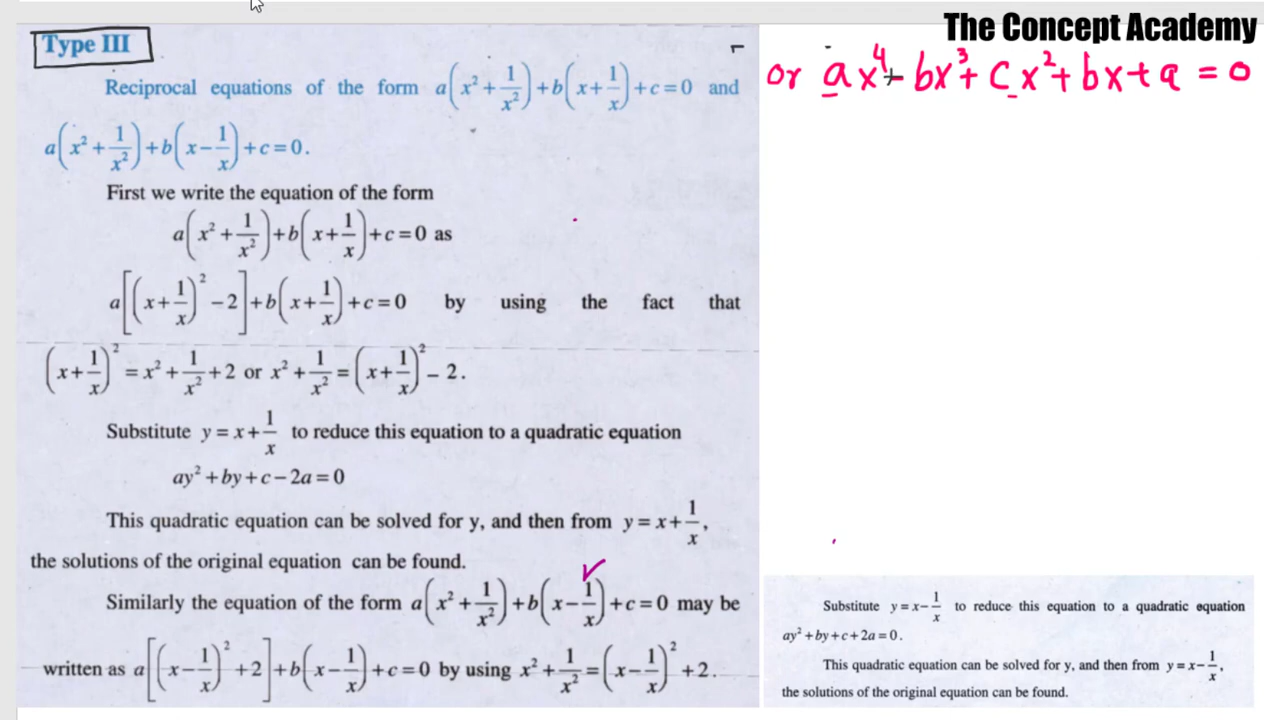 The Concept Academy
Type III
Reciprocal equations of the form a(x² + 1/x²) + b(x + 1/x) + c = 0 and
a(x² + 1/x²) + b(x − 1/x) + c = 0.
First we write the equation of the form
a(x² + 1/x²) + b(x + 1/x) + c = 0 as
a[(x + 1/x)² − 2] + b(x + 1/x) + c = 0 by using the fact that
(x + 1/x)² = x² + 1/x² + 2 or x² + 1/x² = (x + 1/x)² − 2.
Substitute y = x + 1/x to reduce this equation to a quadratic equation
ay² + by + c − 2a = 0
This quadratic equation can be solved for y, and then from y = x + 1/x,
the solutions of the original equation can be found.
Similarly the equation of the form a(x² + 1/x²) + b(x − 1/x) + c = 0 may be
written as a[(x − 1/x)² + 2] + b(x − 1/x) + c = 0 by using x² + 1/x² = (x − 1/x)² + 2.
or ax⁴ + bx³ + cx² + bx + a = 0
Substitute y = x − 1/x to reduce this equation to a quadratic equation
ay² + by + c + 2a = 0.
This quadratic equation can be solved for y, and then from y = x − 1/x,
the solutions of the original equation can be found.